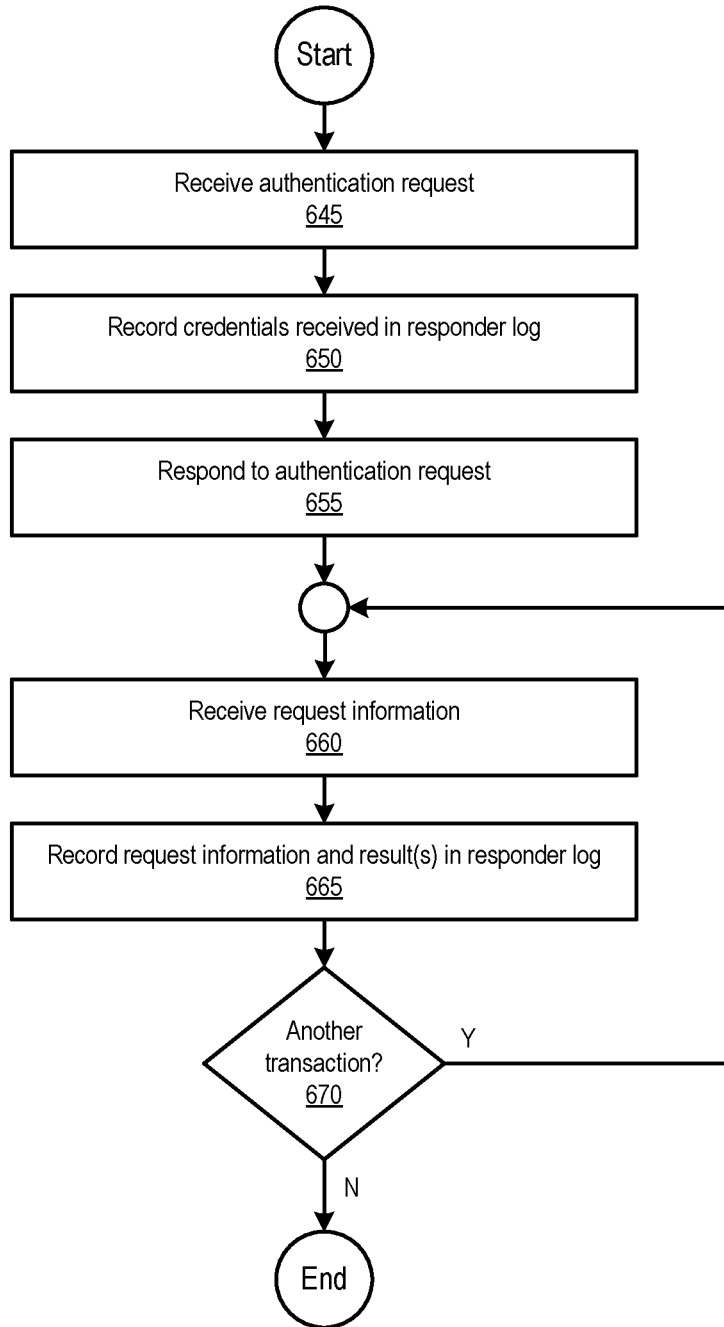 Start
Receive authentication request
645
Record credentials received in responder log
650
Respond to authentication request
655
Receive request information
660
Record request information and result(s) in responder log
665
Another
transaction?
670
Y
N
End